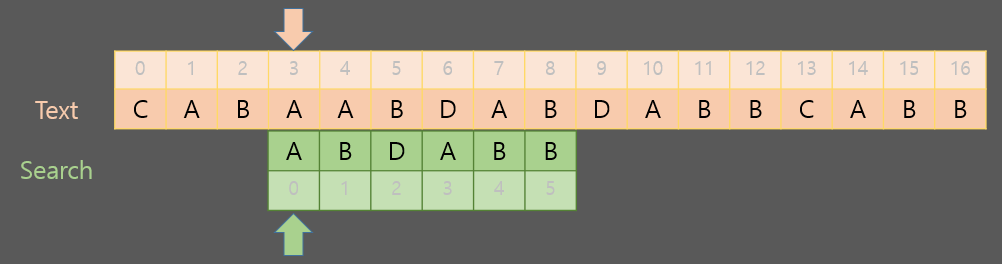 0 1 2 3 4 5 6 7 8 9 10 11 12 13 14 15 16
Text C A B A A B D A B D A B B C A B B
Search A B D A B B
0 1 2 3 4 5